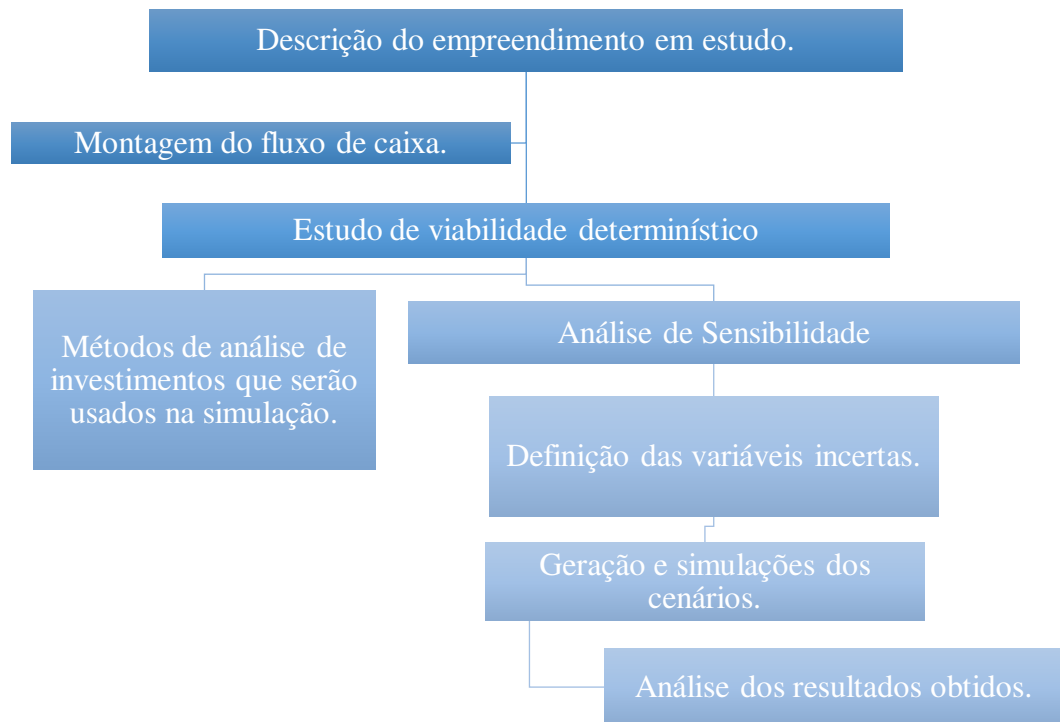 Descrição do empreendimento em estudo.
Montagem do fluxo de caixa.
Estudo de viabilidade determinístico
Métodos de análise de
investimentos que serão
usados na simulação.
Análise de Sensibilidade
Definição das variáveis incertas.
Geração e simulações dos
cenários.
Análise dos resultados obtidos.